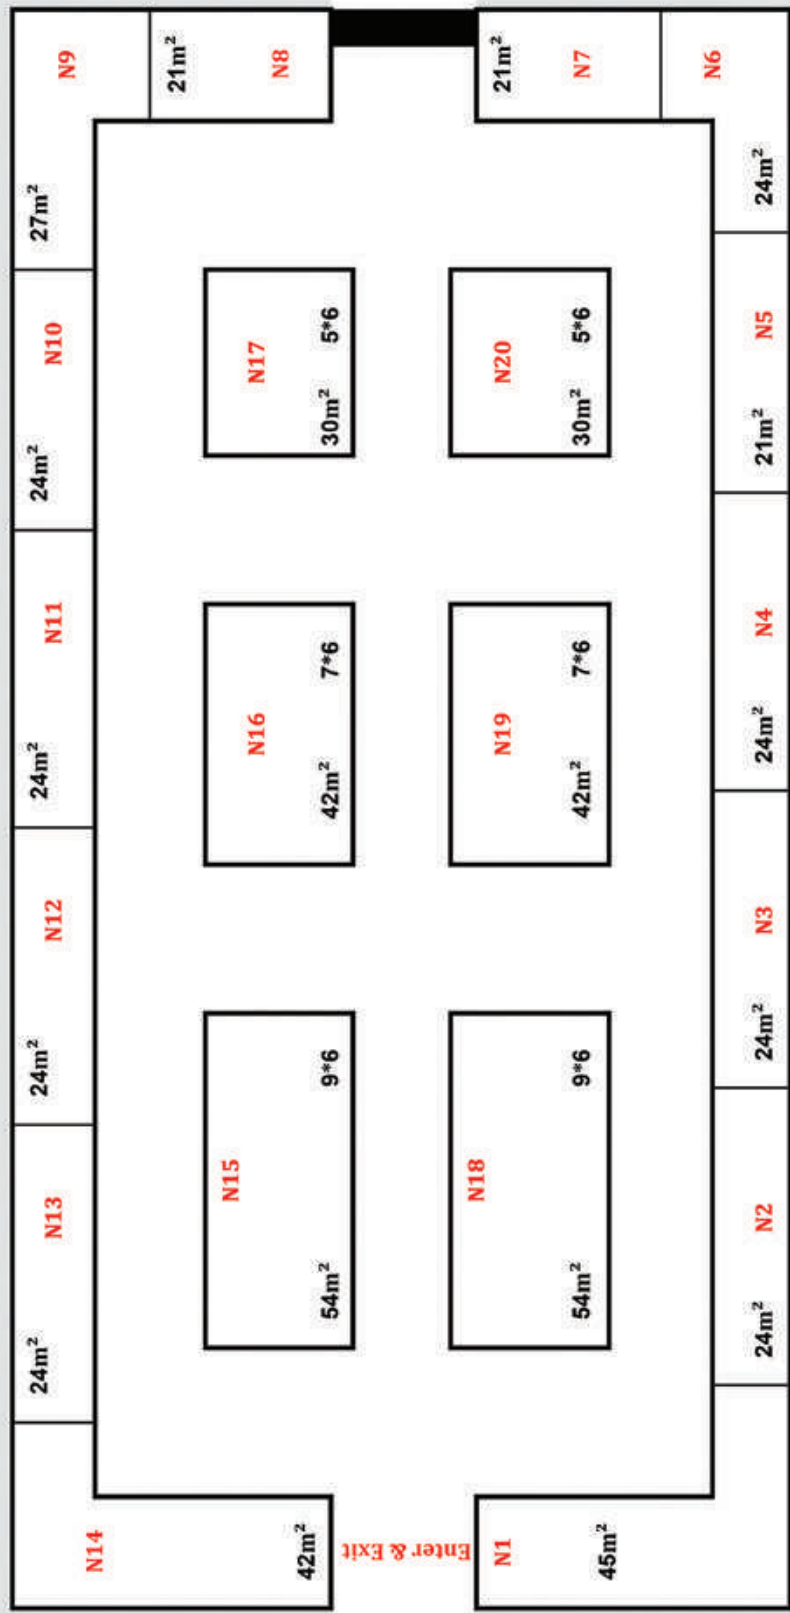 N14
42m²
N13
24m²
N12
24m²
N11
24m²
N10
24m²
N9
27m²
N8
21m²
N15
54m² 9*6
N16
42m² 7*6
N17
30m² 5*6
Enter & Exit
N18
54m² 9*6
N19
42m² 7*6
N20
30m² 5*6
N7
21m²
N1
45m²
N2
24m²
N3
24m²
N4
24m²
N5
21m²
N6
24m²